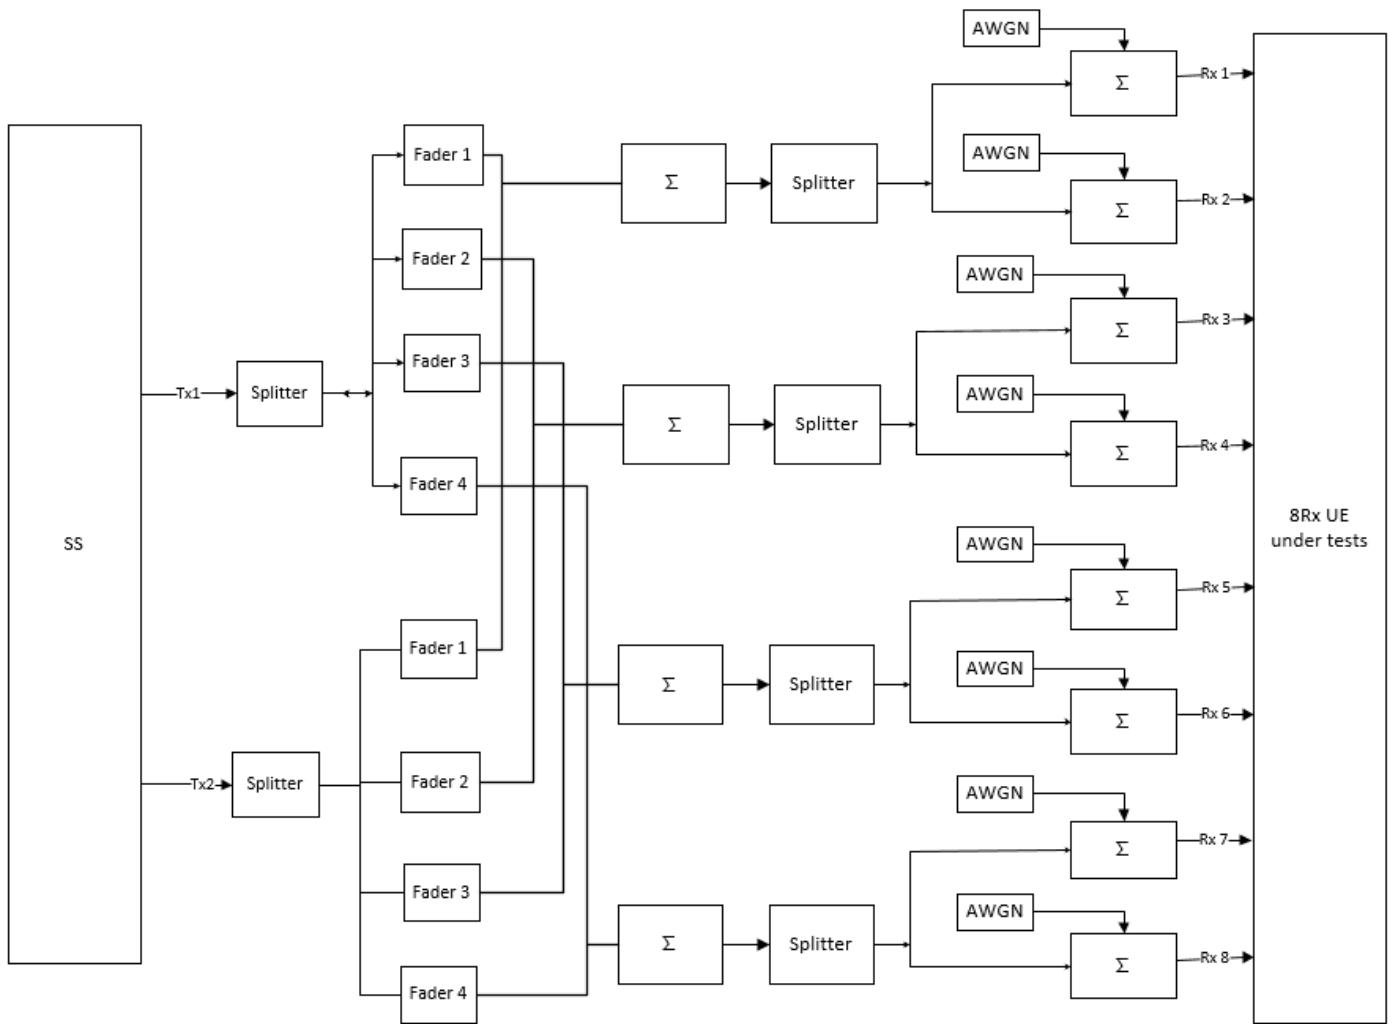 SS
Tx1
Splitter
Fader 1
Fader 2
Fader 3
Fader 4
Tx2
Splitter
Fader 1
Fader 2
Fader 3
Fader 4
Σ
Splitter
AWGN
Σ
Rx 1
AWGN
Σ
Rx 2
Σ
Splitter
AWGN
Σ
Rx 3
AWGN
Σ
Rx 4
Σ
Splitter
AWGN
Σ
Rx 5
AWGN
Σ
Rx 6
Σ
Splitter
AWGN
Σ
Rx 7
AWGN
Σ
Rx 8
8Rx UE
under tests